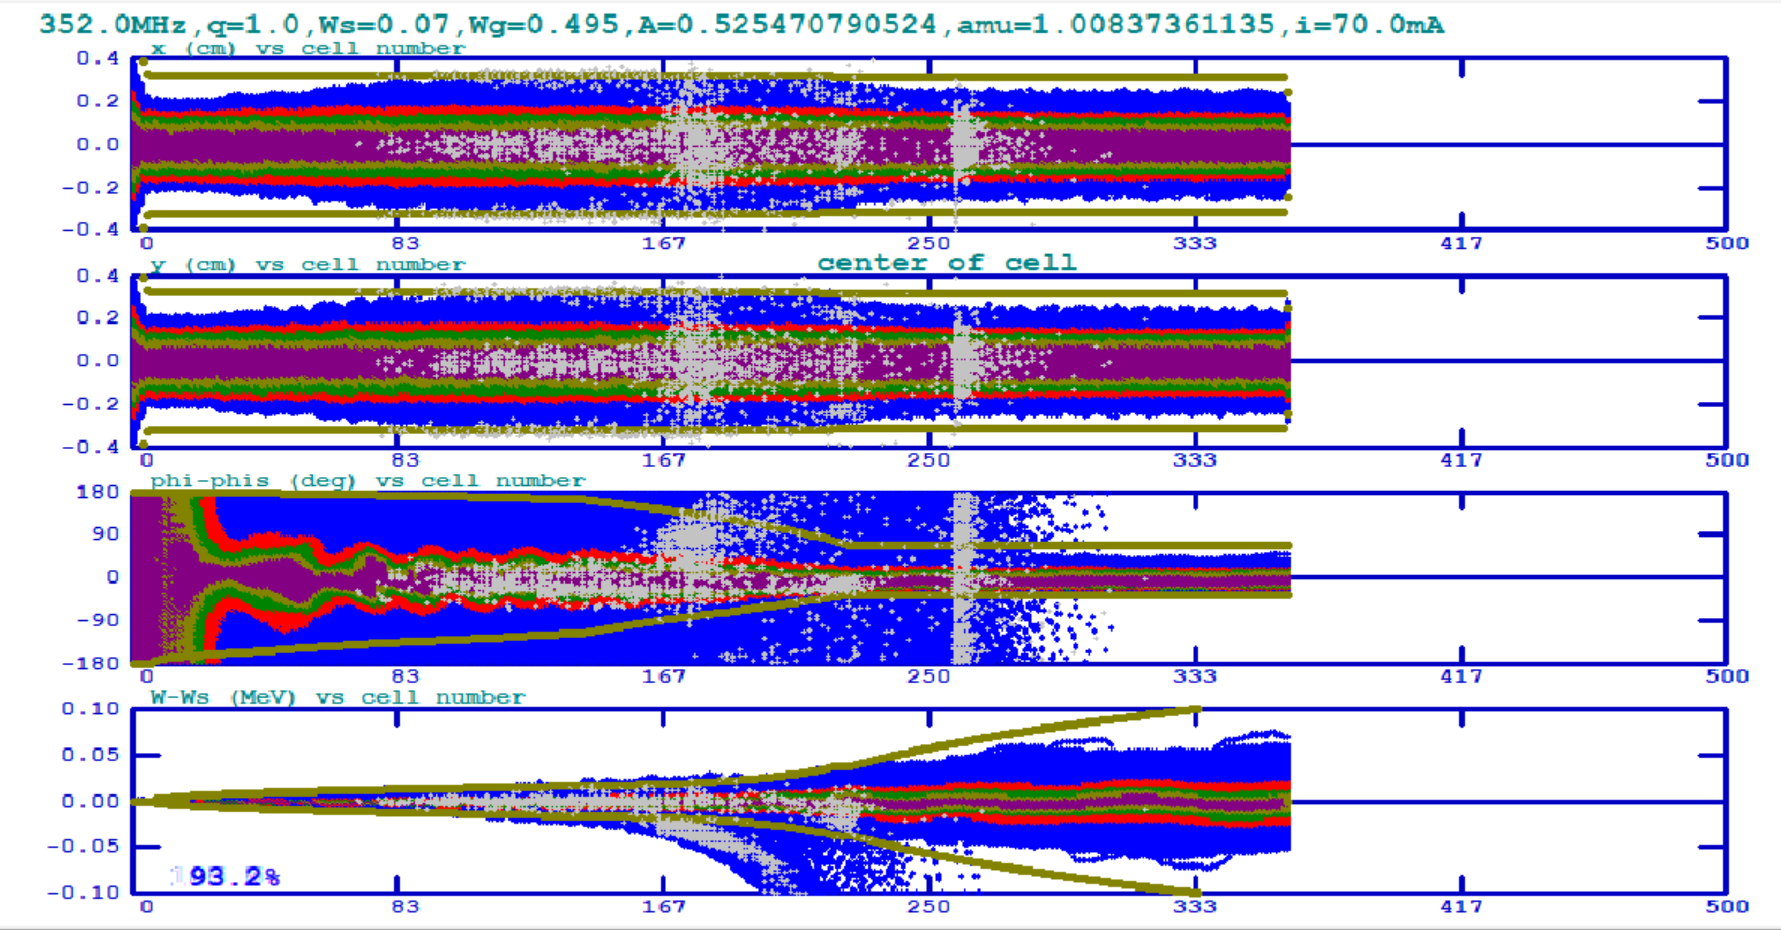 352.0MHz,q=1.0,Ws=0.07,Wg=0.495,A=0.525470790524,amu=1.00837361135,i=70.0mA
x (cm) vs cell number
0.4
0.2
0.0
-0.2
-0.4
0 83 167 250 333 417 500
y (cm) vs cell number
center of cell
0.4
0.2
0.0
-0.2
-0.4
0 83 167 250 333 417 500
phi-phis (deg) vs cell number
180
90
0
-90
-180
0 83 167 250 333 417 500
W-Ws (MeV) vs cell number
0.10
0.05
0.00
-0.05
-0.10
93.2%
0 83 167 250 333 417 500